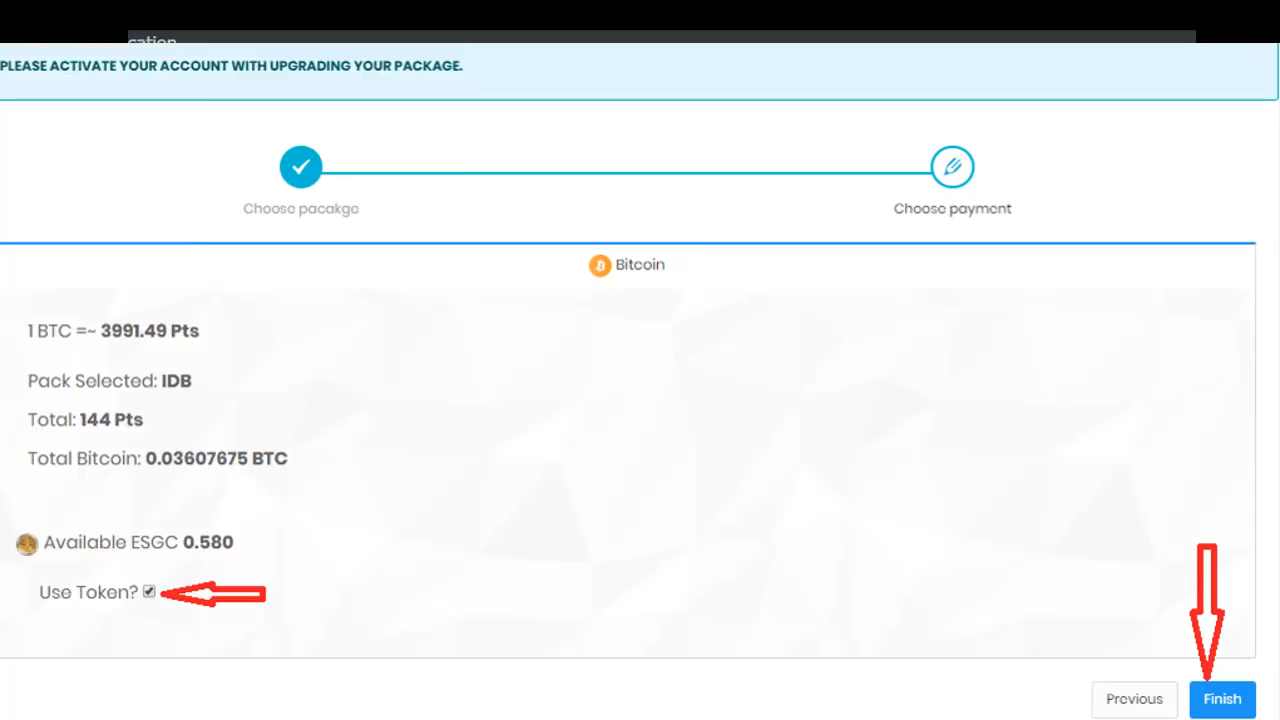 cation
PLEASE ACTIVATE YOUR ACCOUNT WITH UPGRADING YOUR PACKAGE.
Choose pacakge
Choose payment
Bitcoin
1 BTC =~ 3991.49 Pts
Pack Selected: IDB
Total: 144 Pts
Total Bitcoin: 0.03607675 BTC
Available ESGC 0.580
Use Token?
Previous
Finish